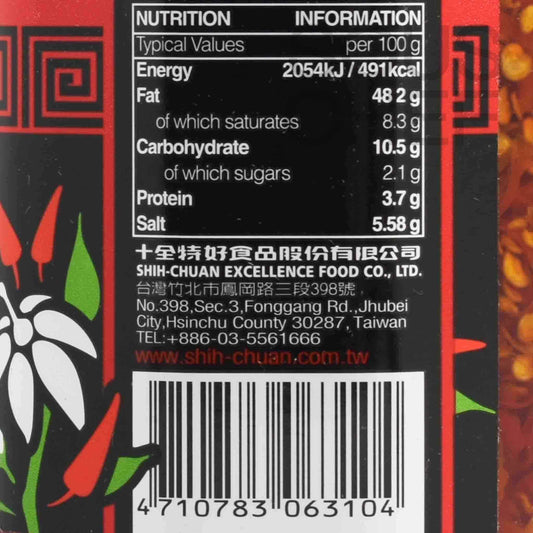 NUTRITION INFORMATION
Typical Values per 100 g
Energy 2054kJ / 491kcal
Fat 48 2 g
of which saturates 8.3 g
Carbohydrate 10.5 g
of which sugars 2.1 g
Protein 3.7 g
Salt 5.58 g
十全特好食品股份有限公司
SHIH-CHUAN EXCELLENCE FOOD CO., LTD.
台灣竹北市鳳岡路三段398號
No.398,Sec.3,Fonggang Rd.,Jhubei
City,Hsinchu County 30287, Taiwan
TEL:+886-03-5561666
www.shih-chuan.com.tw
4 710783 063104